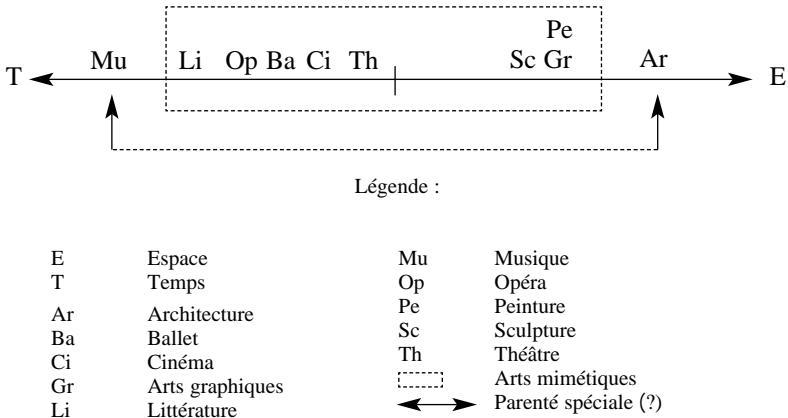 Pe
Mu Li Op Ba Ci Th Sc Gr Ar
T E
Légende :
E Espace
T Temps
Ar Architecture
Ba Ballet
Ci Cinéma
Gr Arts graphiques
Li Littérature
Mu Musique
Op Opéra
Pe Peinture
Sc Sculpture
Th Théâtre
Arts mimétiques
Parenté spéciale (?)